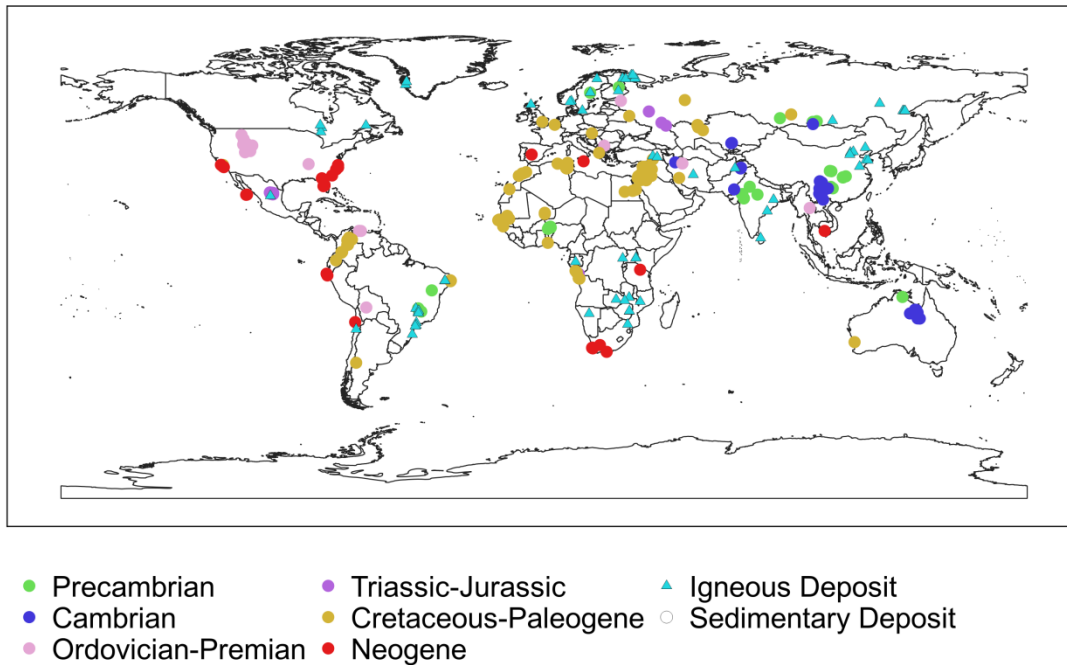 Precambrian
Cambrian
Ordovician-Premian
Triassic-Jurassic
Cretaceous-Paleogene
Neogene
Igneous Deposit
Sedimentary Deposit